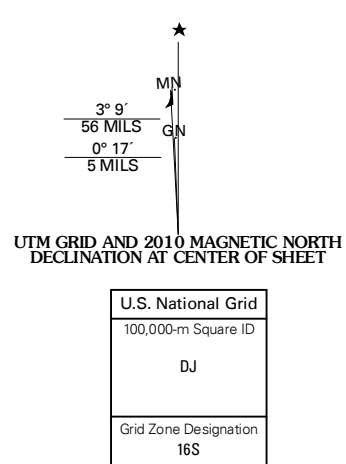 ★
MN
3° 9´
56 MILS
GN
0° 17´
5 MILS
UTM GRID AND 2010 MAGNETIC NORTH
DECLINATION AT CENTER OF SHEET
U.S. National Grid
100,000-m Square ID
DJ
Grid Zone Designation
16S